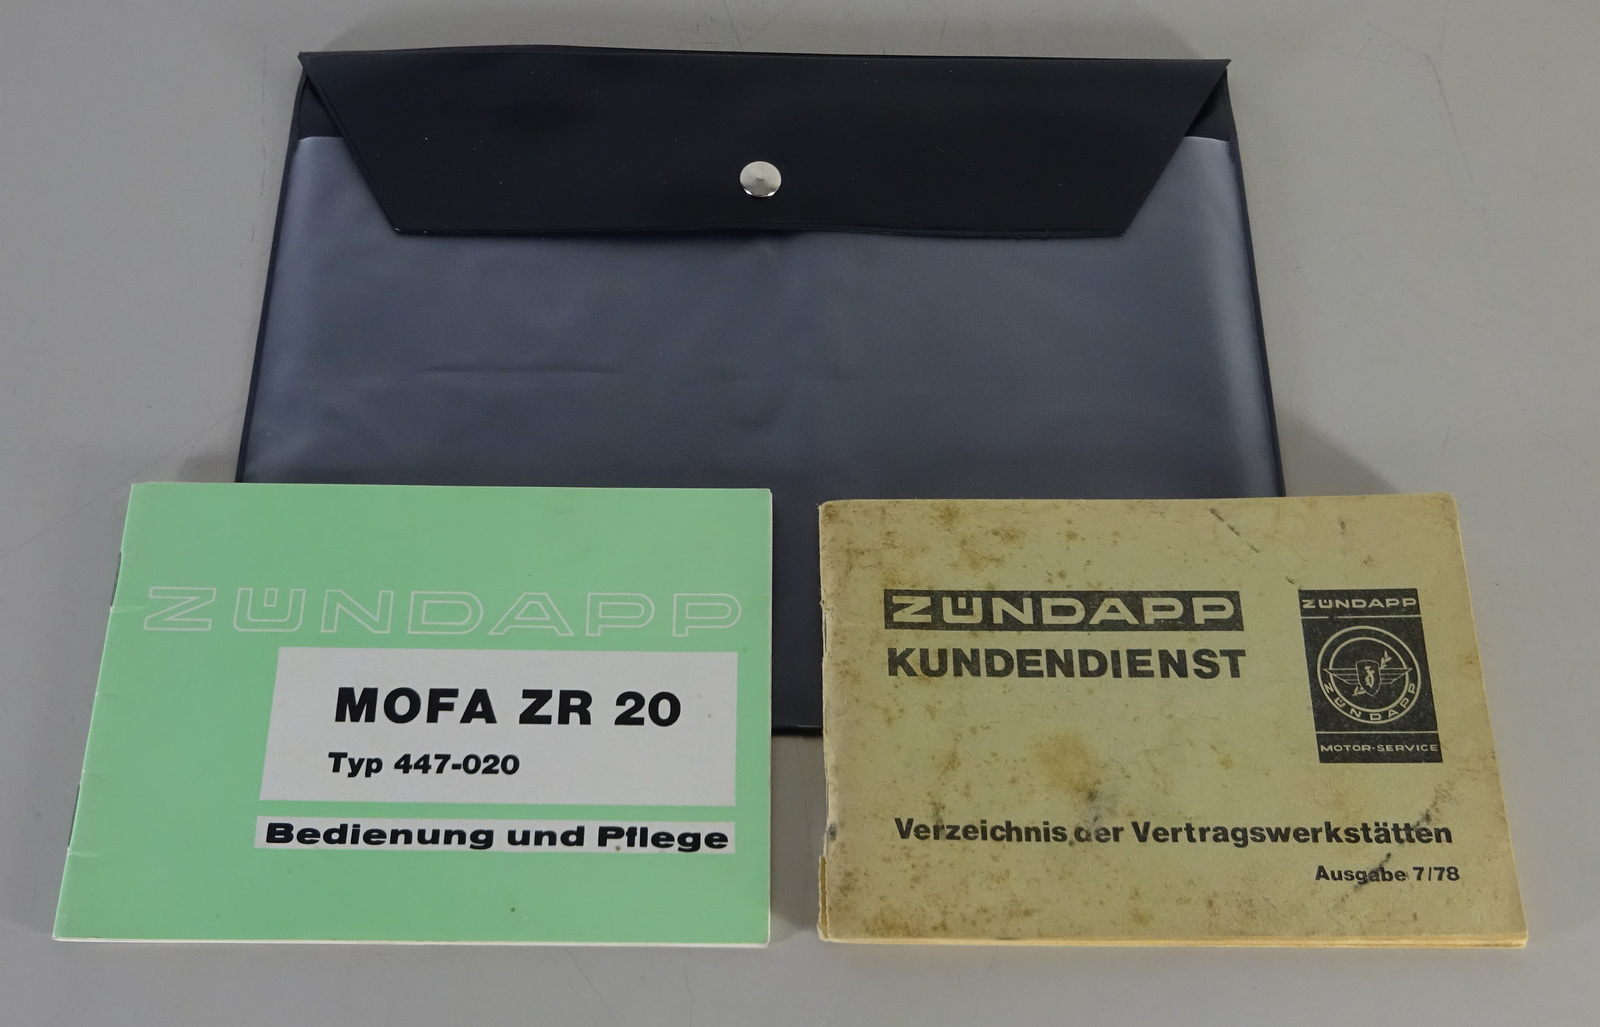 ZÜNDAPP
MOFA ZR 20
Typ 447-020
Bedienung und Pflege
ZÜNDAPP
KUNDENDIENST
ZÜNDAPP
ZÜNDAPP
MOTOR-SERVICE
Verzeichnis der Vertragswerkstätten
Ausgabe 7/78